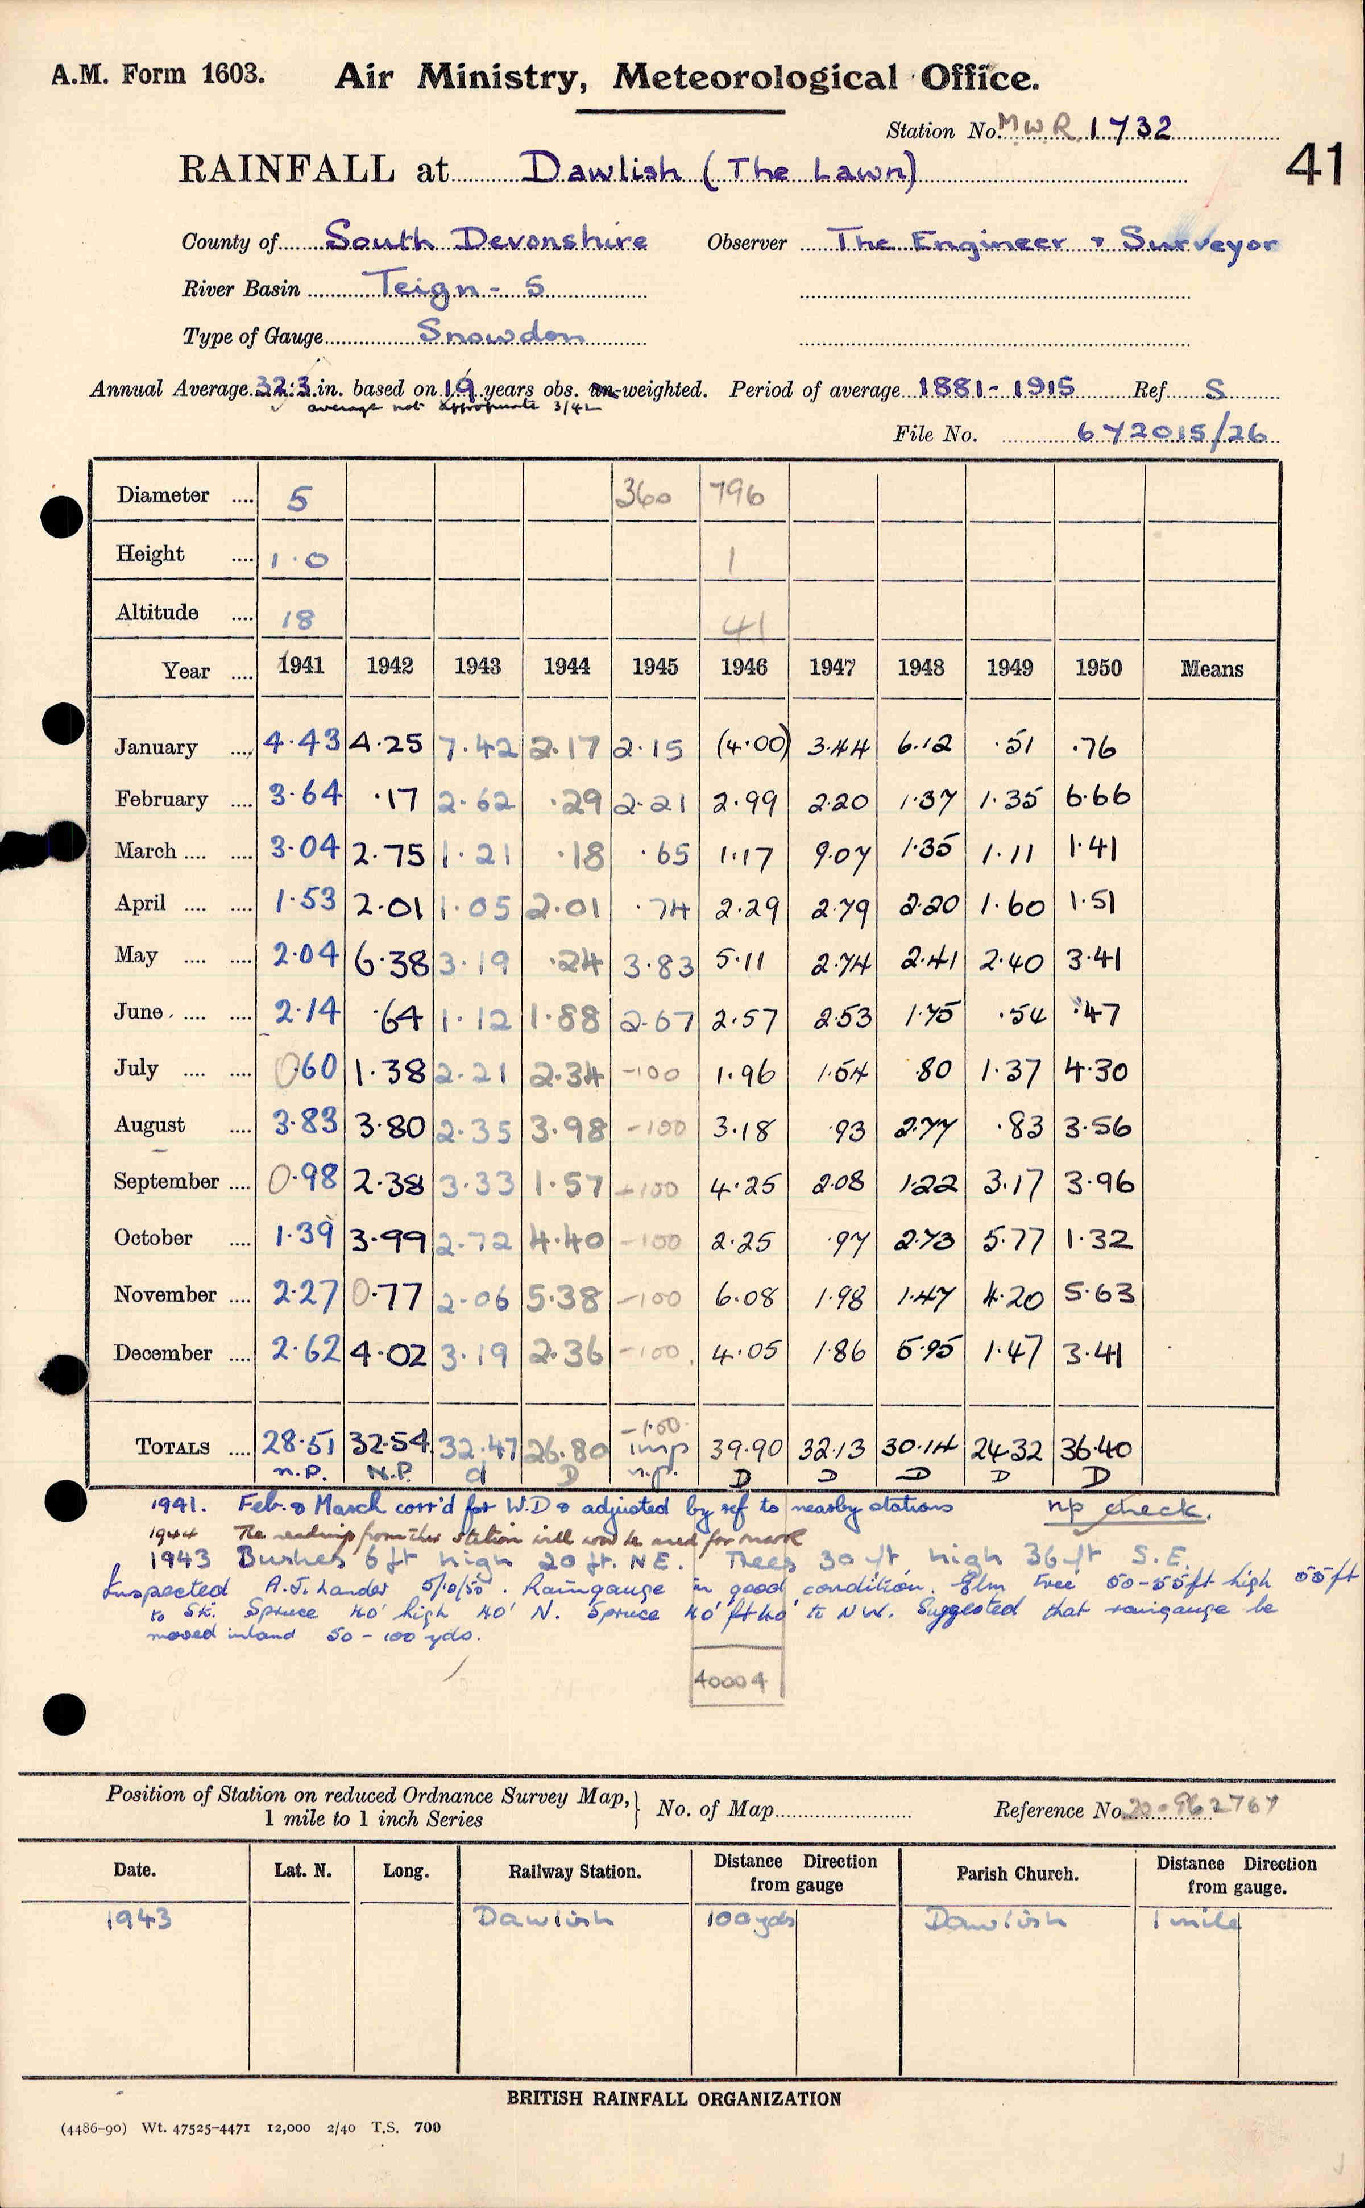 A.M. Form 1603. Air Ministry, Meteorological Office.
Station No. MWR 1732
41
RAINFALL at Dawlish (The Lawn)
County of South Devonshire Observer The Engineer & Surveyor
River Basin Teign - 5
Type of Gauge Snowdon
Annual Average 32.3 in. based on 19 years obs. un-weighted. Period of average 1881-1915 Ref. S
average not appropriate 3/42
File No. 672015/26
Diameter .... 5 360 796
Height .... 1.0 1
Altitude .... 18 41
Year .... 1941 1942 1943 1944 1945 1946 1947 1948 1949 1950 Means
January .... 4.43 4.25 7.42 2.17 2.15 (4.00) 3.44 6.12 .51 .76
February .... 3.64 .17 2.62 .29 2.21 2.99 2.20 1.37 1.35 6.66
March .... .... 3.04 2.75 1.21 .18 .65 1.17 9.07 1.35 1.11 1.41
April .... .... 1.53 2.01 1.05 2.01 .74 2.29 2.79 2.20 1.60 1.51
May .... .... 2.04 6.38 3.19 .24 3.83 5.11 2.74 2.41 2.40 3.41
June .... .... 2.14 .64 1.12 1.88 2.67 2.57 2.53 1.75 .54 .47
July .... .... 060 1.38 2.21 2.34 -100 1.96 1.54 .80 1.37 4.30
August .... 3.83 3.80 2.35 3.98 -100 3.18 .93 2.77 .83 3.56
September .... 0.98 2.38 3.33 1.57 -100 4.25 2.08 1.22 3.17 3.96
October .... 1.39 3.99 2.72 4.40 -100 2.25 .97 2.73 5.77 1.32
November .... 2.27 0.77 2.06 5.38 -100 6.08 1.98 1.47 4.20 5.63
December .... 2.62 4.02 3.19 2.36 -100 4.05 1.86 5.95 1.47 3.41
-1.00
TOTALS .... 28.51 32.54 32.47 26.80 imp 39.90 32.13 30.14 24.32 36.40
n.P. N.P. d D n.p. D D D D D
1941. Feb. & March corr'd for W.D & adjusted by ref to nearby stations np check.
1944 The readings from this station will not be used for
1943 Bushes 6 ft high 20 ft. NE. Trees 30 ft high 36 ft S.E.
Inspected A.J. Lander 5/10/50. Raingauge in good condition. Elm tree 50-55ft high 55ft
to SE. Spruce 40' high 40' N. Spruce 40' ft 40' to NW. Suggested that raingauge be
moved inland 50 - 100 yds.
40004
Position of Station on reduced Ordnance Survey Map, 1 mile to 1 inch Series } No. of Map Reference No. 20.962767
Date. Lat. N. Long. Railway Station. Distance Direction from gauge Parish Church. Distance Direction from gauge.
1943 Dawlish 100yds Dawlish 1 mile
BRITISH RAINFALL ORGANIZATION
(4486-90) Wt. 47525-4471 12,000 2/40 T.S. 700